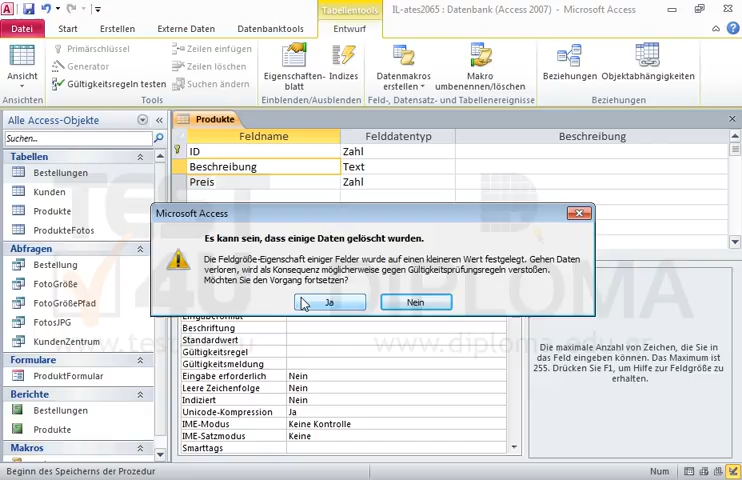 Tabellentools
IL-ates2065 : Datenbank (Access 2007) - Microsoft Access
Datei
Start
Erstellen
Externe Daten
Datenbanktools
Entwurf
Ansicht
Primärschlüssel
Generator
Gültigkeitsregeln testen
Zeilen einfügen
Zeilen löschen
Suchen ändern
Eigenschaften-
blatt
Indizes
Datenmakros
erstellen
Makro
umbenennen/löschen
Beziehungen
Objektabhängigkeiten
Ansichten
Tools
Einblenden/Ausblenden
Feld-, Datensatz- und Tabellenereignisse
Beziehungen
Alle Access-Objekte
Suchen...
Tabellen
Bestellungen
Kunden
Produkte
ProdukteFotos
Abfragen
Bestellung
FotoGröße
FotoGrößePfad
FotosJPG
KundenZentrum
Formulare
ProduktFormular
Berichte
Bestellungen
Produkte
Makros
Produkte
Feldname
Felddatentyp
Beschreibung
ID
Zahl
Beschreibung
Text
Preis
Zahl
Microsoft Access
Es kann sein, dass einige Daten gelöscht wurden.
Die Feldgröße-Eigenschaft einiger Felder wurde auf einen kleineren Wert festgelegt. Gehen Daten
verloren, wird als Konsequenz möglicherweise gegen Gültigkeitsprüfungsregeln verstoßen.
Möchten Sie den Vorgang fortsetzen?
Ja
Nein
Beschriftung
Standardwert
Gültigkeitsregel
Gültigkeitsmeldung
Eingabe erforderlich
Nein
Leere Zeichenfolge
Nein
Indiziert
Nein
Unicode-Kompression
Ja
IME-Modus
Keine Kontrolle
IME-Satzmodus
Keine
Smarttags
Die maximale Anzahl von Zeichen, die Sie in
das Feld eingeben können. Das Maximum ist
255. Drücken Sie F1, um Hilfe zur Feldgröße zu
erhalten.
Beginn des Speicherns der Prozedur
Num